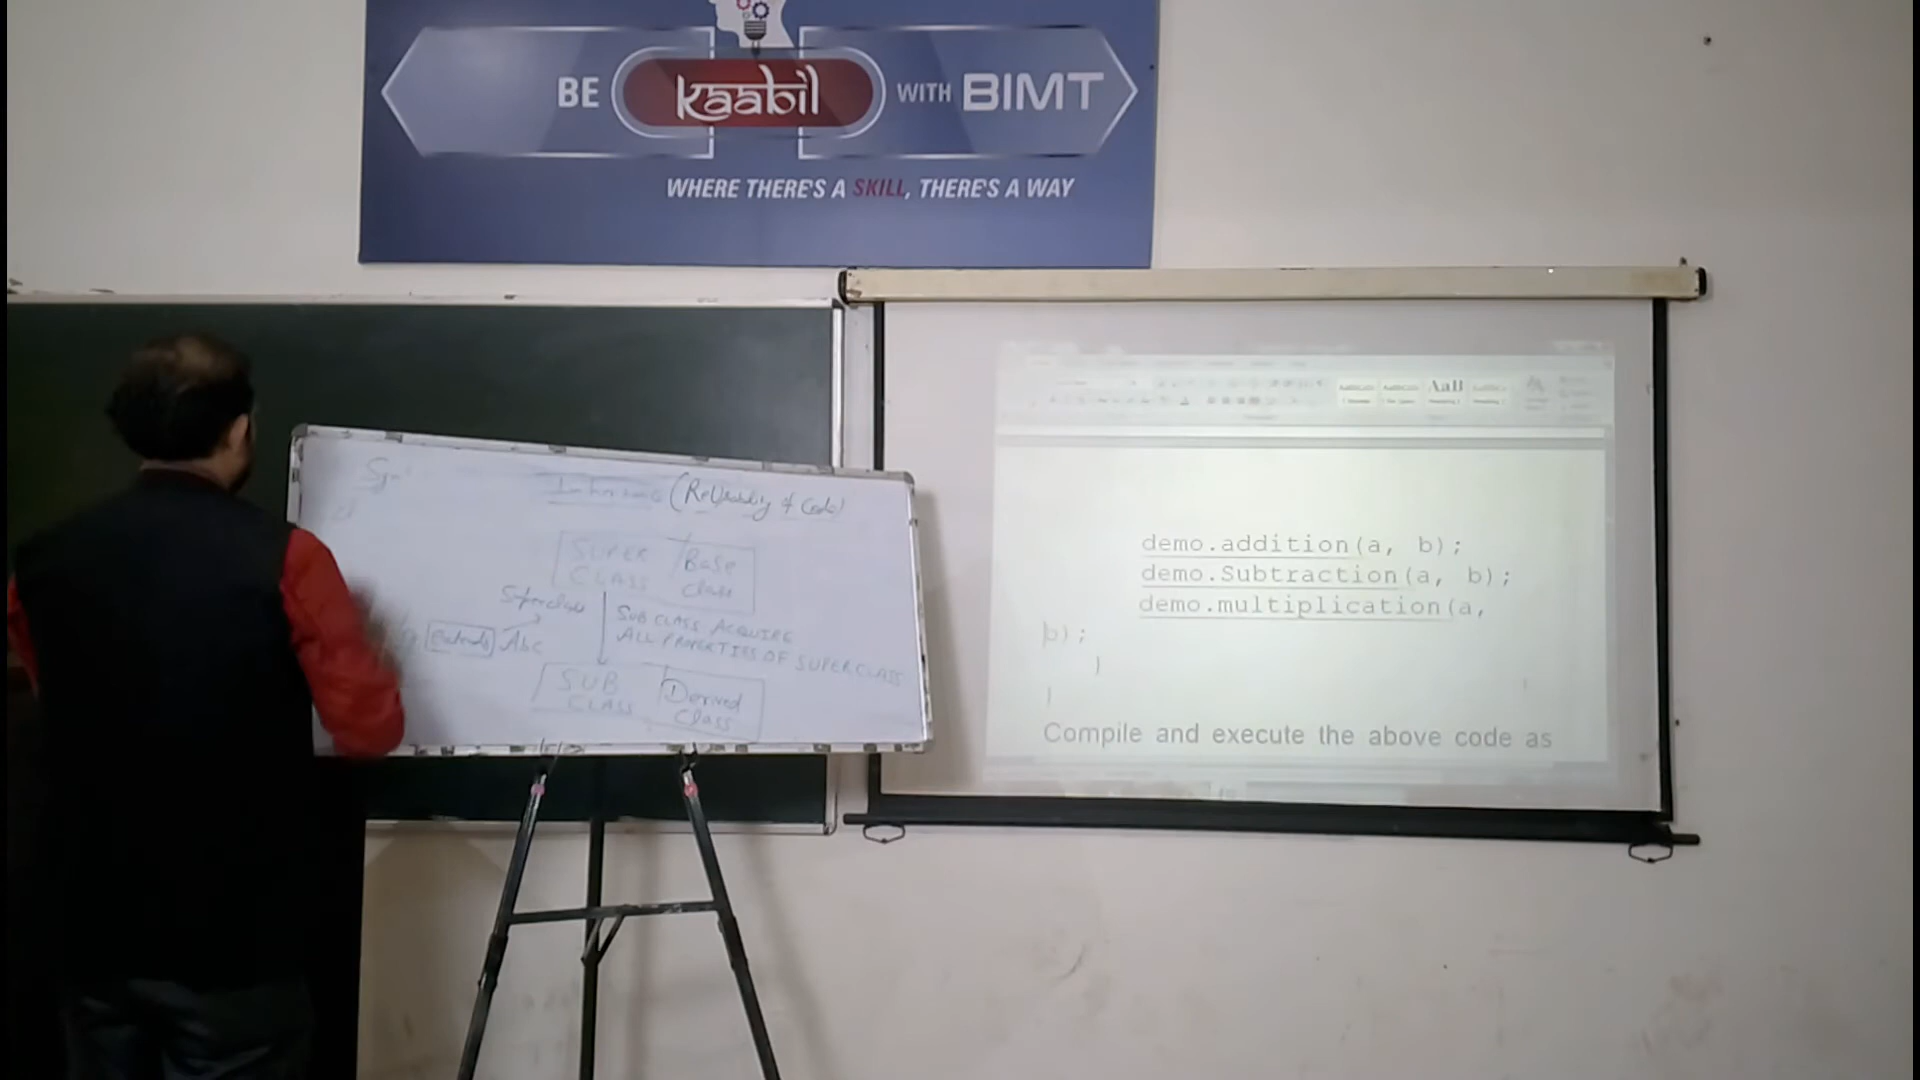 BE kaabil WITH BIMT
WHERE THERE'S A SKILL, THERE'S A WAY
(ReUsability of Code)
SUPER CLASS
Base Class
Superclass
SUB CLASS ACQUIRE
ALL PROPERTIES OF SUPERCLASS
extends Abc
SUB CLASS
Derived Class
AaB
demo.addition(a, b);
demo.Subtraction(a, b);
demo.multiplication(a,
b);
}
}
Compile and execute the above code as